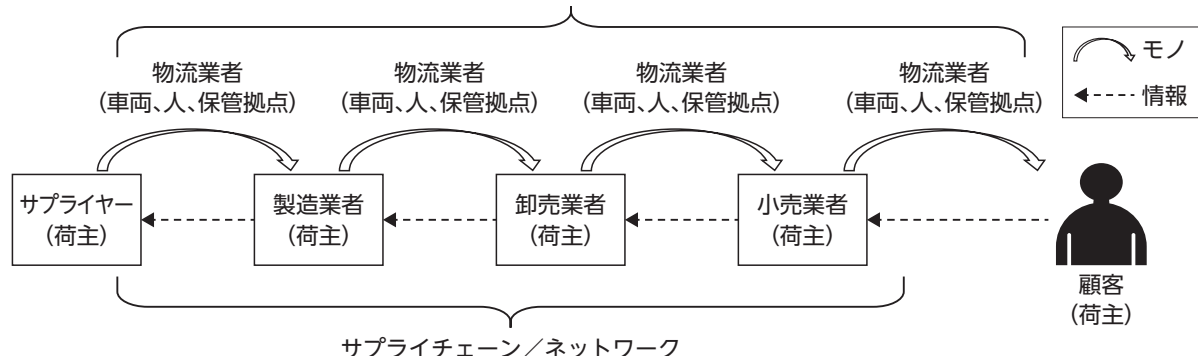 モノ
情報
物流業者
(車両、人、保管拠点)
物流業者
(車両、人、保管拠点)
物流業者
(車両、人、保管拠点)
物流業者
(車両、人、保管拠点)
サプライヤー
(荷主)
製造業者
(荷主)
卸売業者
(荷主)
小売業者
(荷主)
顧客
(荷主)
サプライチェーン／ネットワーク